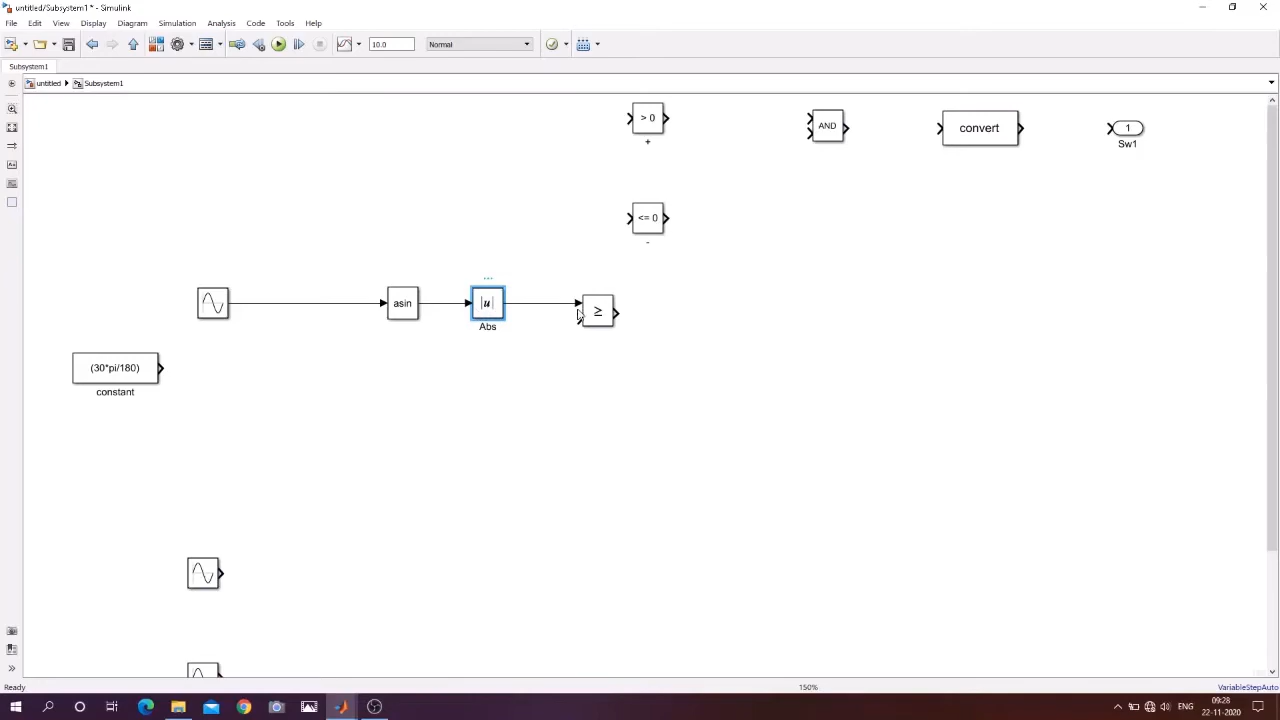 untitled/Subsystem1 * - Simulink
File Edit View Display Diagram Simulation Analysis Code Tools Help
10.0 Normal
Subsystem1
untitled Subsystem1
> 0
+
AND
convert
1
Sw1
<= 0
-
asin
|u|
Abs
≥
(30*pi/180)
constant
Ready 150% VariableStepAuto
ENG
09:28
22-11-2020